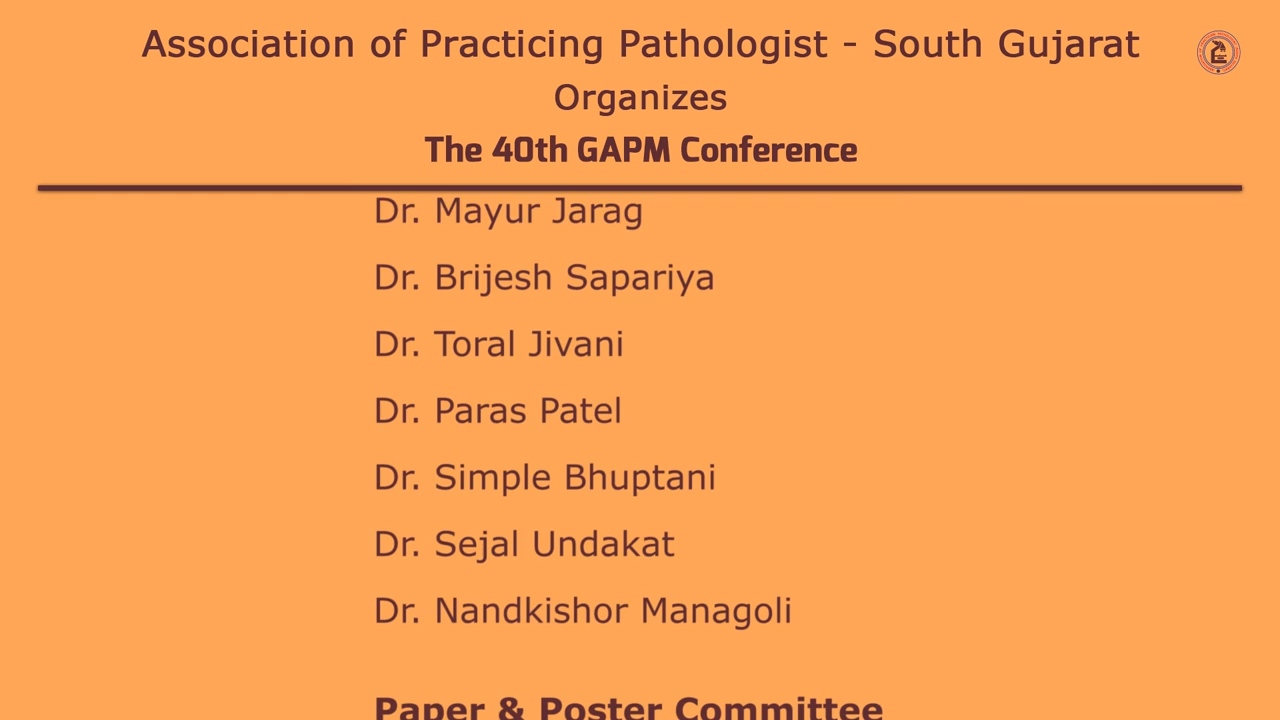 Association of Practicing Pathologist - South Gujarat
Organizes
The 40th GAPM Conference
Dr. Mayur Jarag
Dr. Brijesh Sapariya
Dr. Toral Jivani
Dr. Paras Patel
Dr. Simple Bhuptani
Dr. Sejal Undakat
Dr. Nandkishor Managoli
Paper & Poster Committee